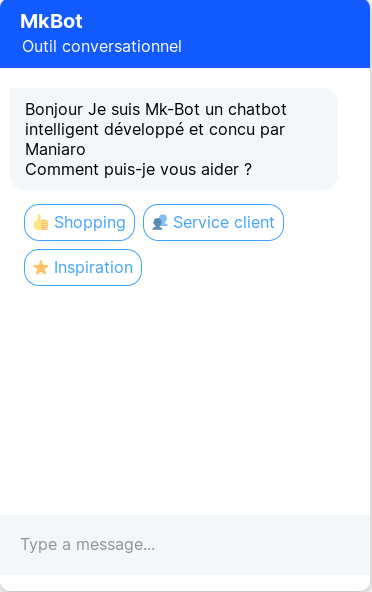 MkBot
Outil conversationnel
Bonjour Je suis Mk-Bot un chatbot
intelligent développé et concu par
Maniaro
Comment puis-je vous aider ?
Shopping
Service client
Inspiration
Type a message...